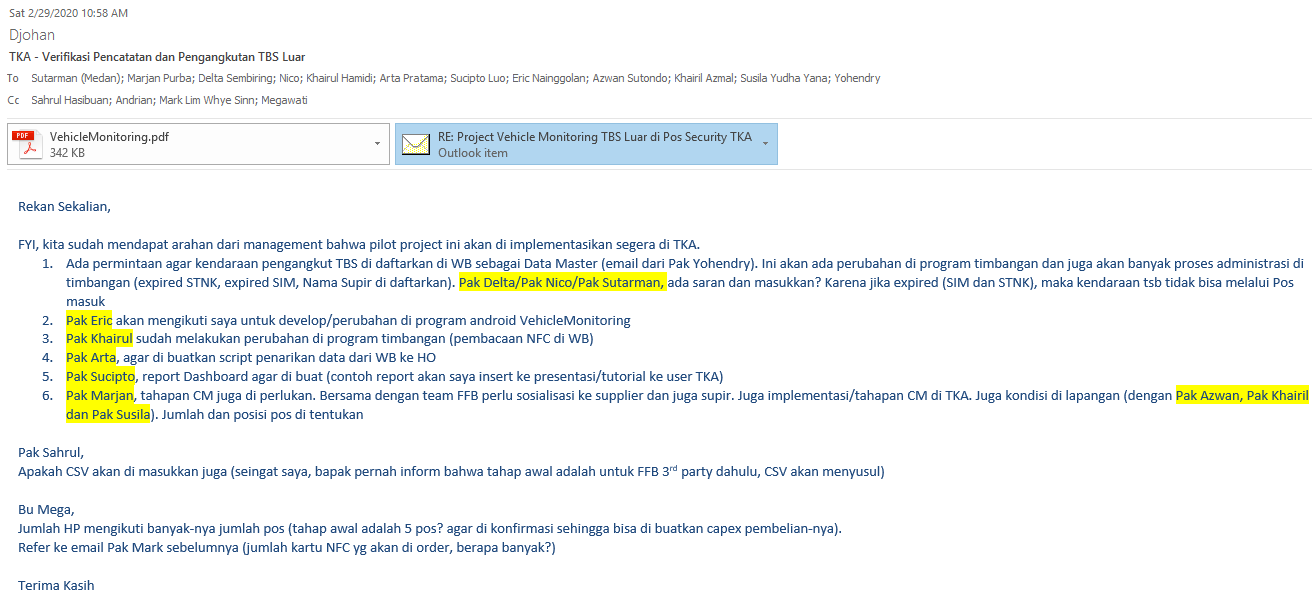 Sat 2/29/2020 10:58 AM
Djohan
TKA - Verifikasi Pencatatan dan Pengangkutan TBS Luar
To Sutarman (Medan); Marjan Purba; Delta Sembiring; Nico; Khairul Hamidi; Arta Pratama; Sucipto Luo; Eric Nainggolan; Azwan Sutondo; Khairil Azmal; Susila Yudha Yana; Yohendry
Cc Sahrul Hasibuan; Andrian; Mark Lim Whye Sinn; Megawati
PDF
VehicleMonitoring.pdf
342 KB
RE: Project Vehicle Monitoring TBS Luar di Pos Security TKA
Outlook item
Rekan Sekalian,
FYI, kita sudah mendapat arahan dari management bahwa pilot project ini akan di implementasikan segera di TKA.
1. Ada permintaan agar kendaraan pengangkut TBS di daftarkan di WB sebagai Data Master (email dari Pak Yohendry). Ini akan ada perubahan di program timbangan dan juga akan banyak proses administrasi di
timbangan (expired STNK, expired SIM, Nama Supir di daftarkan). Pak Delta/Pak Nico/Pak Sutarman, ada saran dan masukkan? Karena jika expired (SIM dan STNK), maka kendaraan tsb tidak bisa melalui Pos
masuk
2. Pak Eric akan mengikuti saya untuk develop/perubahan di program android VehicleMonitoring
3. Pak Khairul sudah melakukan perubahan di program timbangan (pembacaan NFC di WB)
4. Pak Arta, agar di buatkan script penarikan data dari WB ke HO
5. Pak Sucipto, report Dashboard agar di buat (contoh report akan saya insert ke presentasi/tutorial ke user TKA)
6. Pak Marjan, tahapan CM juga di perlukan. Bersama dengan team FFB perlu sosialisasi ke supplier dan juga supir. Juga implementasi/tahapan CM di TKA. Juga kondisi di lapangan (dengan Pak Azwan, Pak Khairil
dan Pak Susila). Jumlah dan posisi pos di tentukan
Pak Sahrul,
Apakah CSV akan di masukkan juga (seingat saya, bapak pernah inform bahwa tahap awal adalah untuk FFB 3rd party dahulu, CSV akan menyusul)
Bu Mega,
Jumlah HP mengikuti banyak-nya jumlah pos (tahap awal adalah 5 pos? agar di konfirmasi sehingga bisa di buatkan capex pembelian-nya).
Refer ke email Pak Mark sebelumnya (jumlah kartu NFC yg akan di order, berapa banyak?)
Terima Kasih